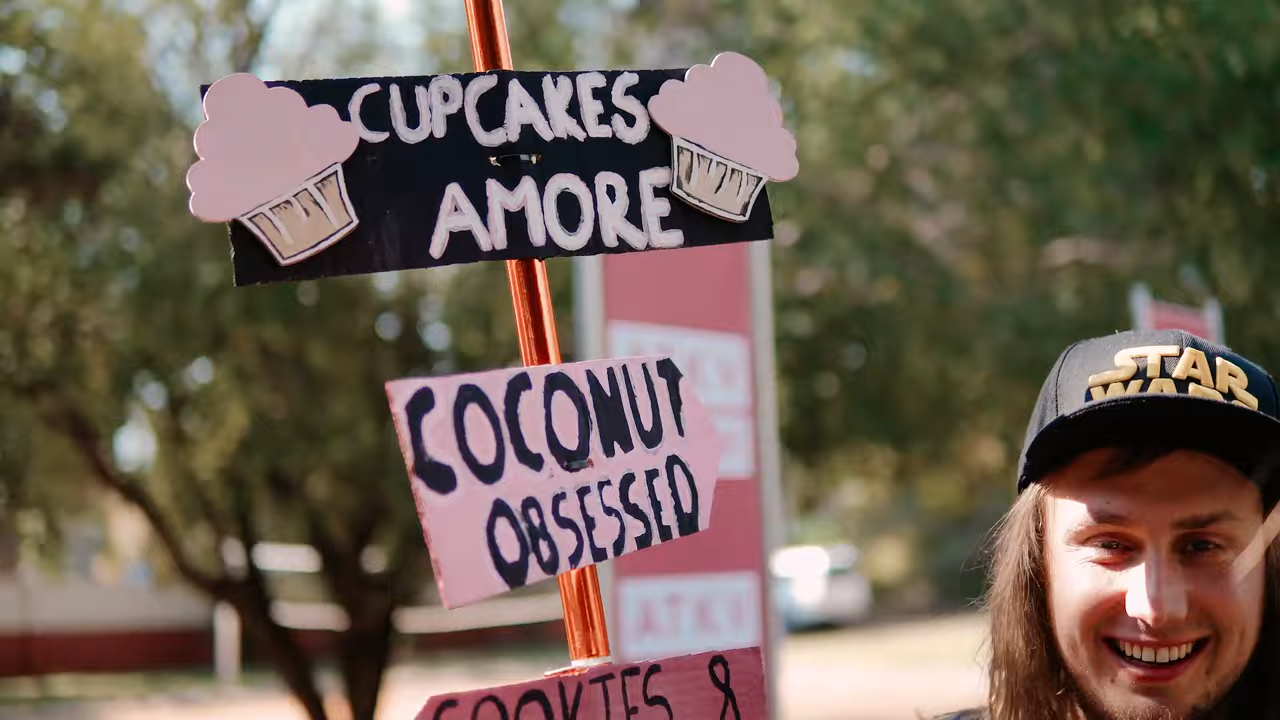 CUPCAKES
AMORE
COCONUT
OBSESSED
COOKIES &
STAR
WARS